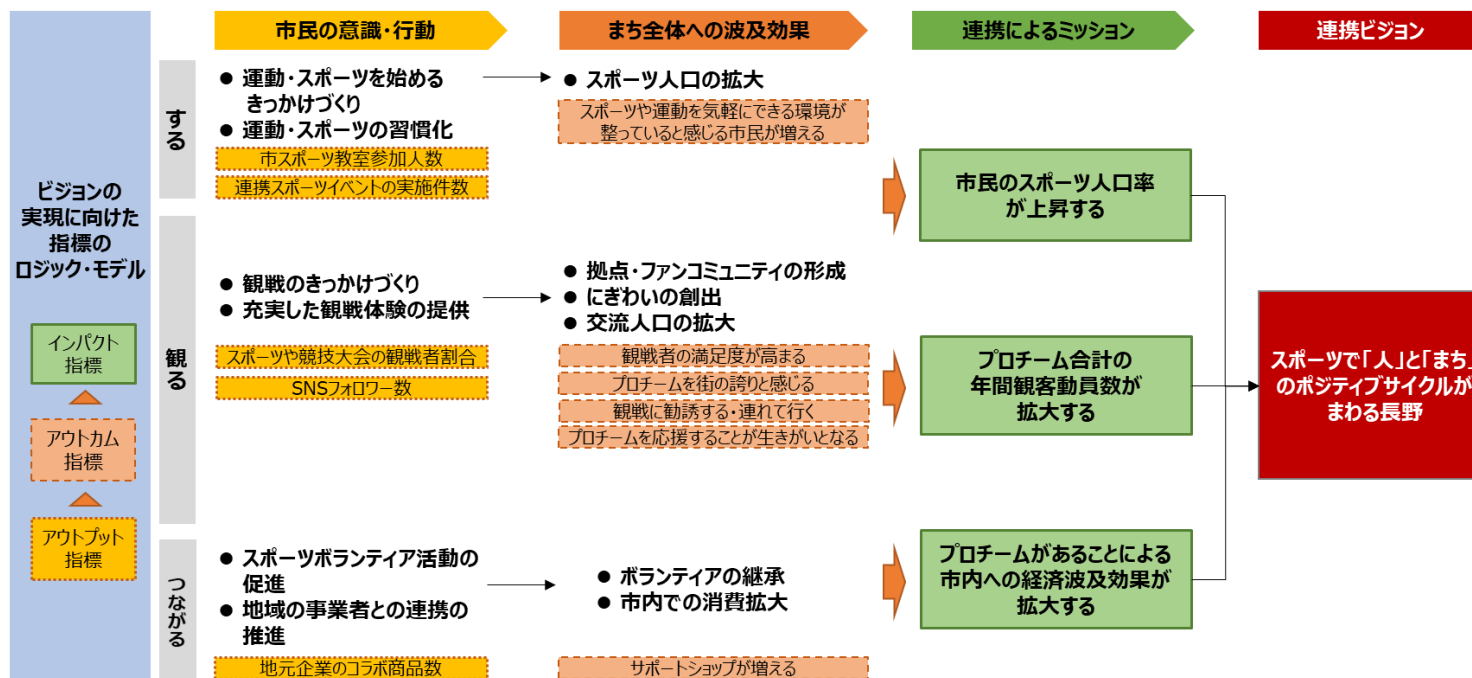 市民の意識・行動
まち全体への波及効果
連携によるミッション
連携ビジョン
ビジョンの
実現に向けた
指標の
ロジック・モデル
インパクト
指標
アウトカム
指標
アウトプット
指標
する
● 運動・スポーツを始める
きっかけづくり
● 運動・スポーツの習慣化
市スポーツ教室参加人数
連携スポーツイベントの実施件数
● スポーツ人口の拡大
スポーツや運動を気軽にできる環境が
整っていると感じる市民が増える
市民のスポーツ人口率
が上昇する
観る
● 観戦のきっかけづくり
● 充実した観戦体験の提供
スポーツや競技大会の観戦者割合
SNSフォロワー数
● 拠点・ファンコミュニティの形成
● にぎわいの創出
● 交流人口の拡大
観戦者の満足度が高まる
プロチームを街の誇りと感じる
観戦に勧誘する・連れて行く
プロチームを応援することが生きがいとなる
プロチーム合計の
年間観客動員数が
拡大する
つながる
● スポーツボランティア活動の
促進
● 地域の事業者との連携の
推進
地元企業のコラボ商品数
● ボランティアの継承
● 市内での消費拡大
サポートショップが増える
プロチームがあることによる
市内への経済波及効果が
拡大する
スポーツで「人」と「まち」
のポジティブサイクルが
まわる長野